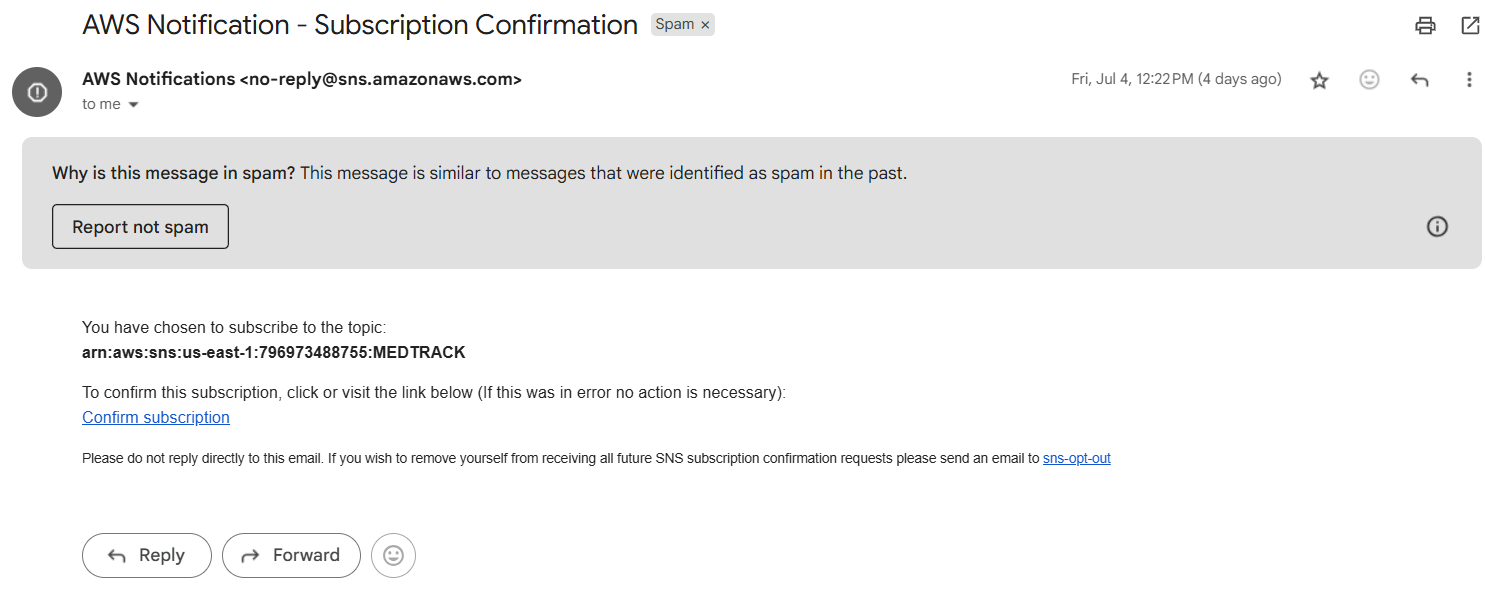 AWS Notification - Subscription Confirmation Spam ×
AWS Notifications <no-reply@sns.amazonaws.com>
Fri, Jul 4, 12:22 PM (4 days ago)
to me
Why is this message in spam? This message is similar to messages that were identified as spam in the past.
Report not spam
You have chosen to subscribe to the topic:
arn:aws:sns:us-east-1:796973488755:MEDTRACK
To confirm this subscription, click or visit the link below (If this was in error no action is necessary):
Confirm subscription
Please do not reply directly to this email. If you wish to remove yourself from receiving all future SNS subscription confirmation requests please send an email to sns-opt-out
Reply
Forward